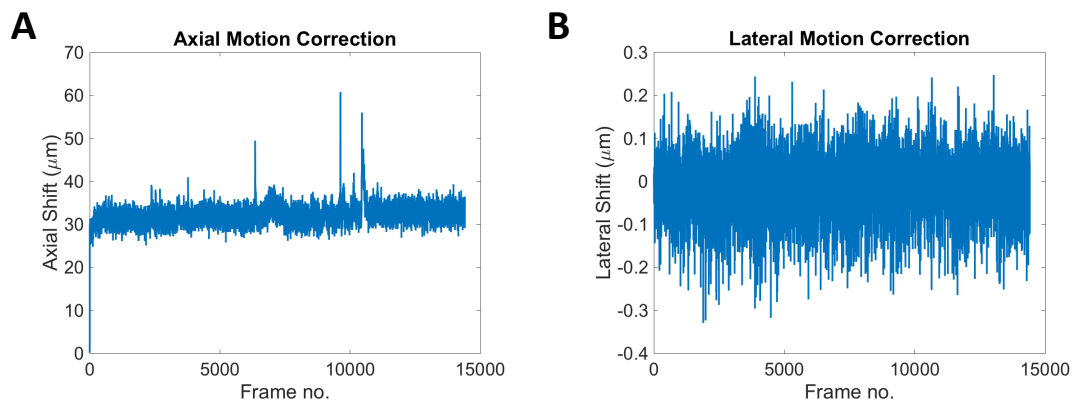 A
Axial Motion Correction
70
60
50
40
30
20
10
0
Axial Shift (μm)
0 5000 10000 15000
Frame no.
B
Lateral Motion Correction
0.3
0.2
0.1
0
-0.1
-0.2
-0.3
-0.4
Lateral Shift (μm)
0 5000 10000 15000
Frame no.